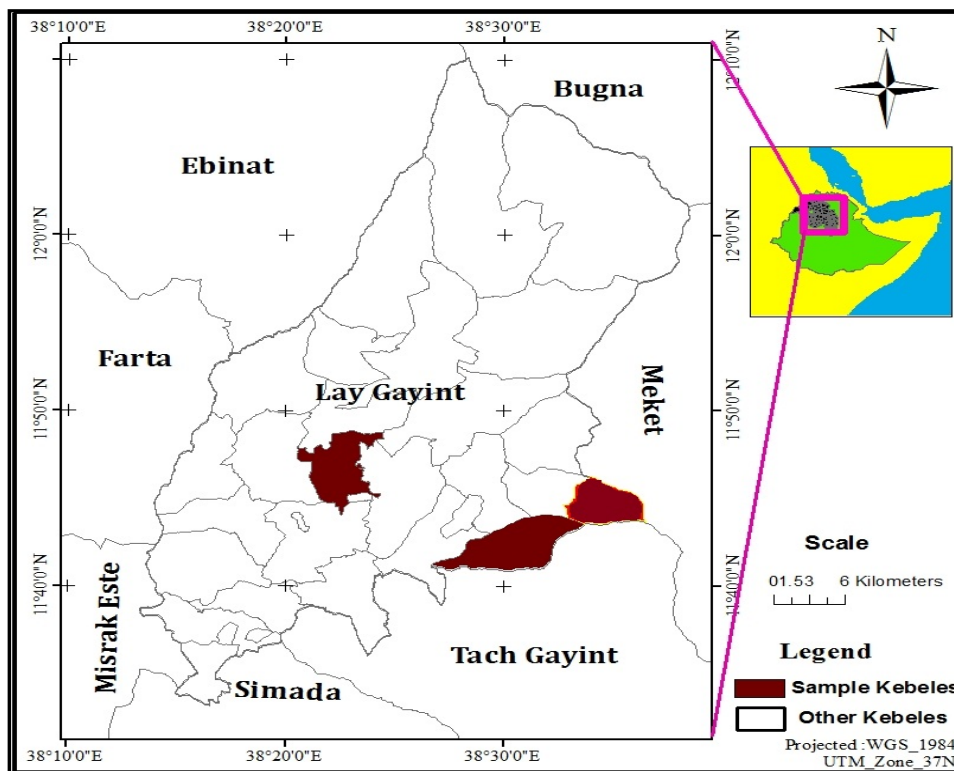 38°10'0"E
38°20'0"E
38°30'0"E
N
Bugna
Ebinat
12°10'0"N
12°0'0"N
12°0'0"N
Farta
Lay Gayint
Meket
11°50'0"N
11°50'0"N
Scale
01.53 6 Kilometers
11°40'0"N
11°40'0"N
Misrak Este
Tach Gayint
Simada
Legend
Sample Kebeles
Other Kebeles
Projected :WGS_1984
UTM_Zone_37N
38°10'0"E
38°20'0"E
38°30'0"E